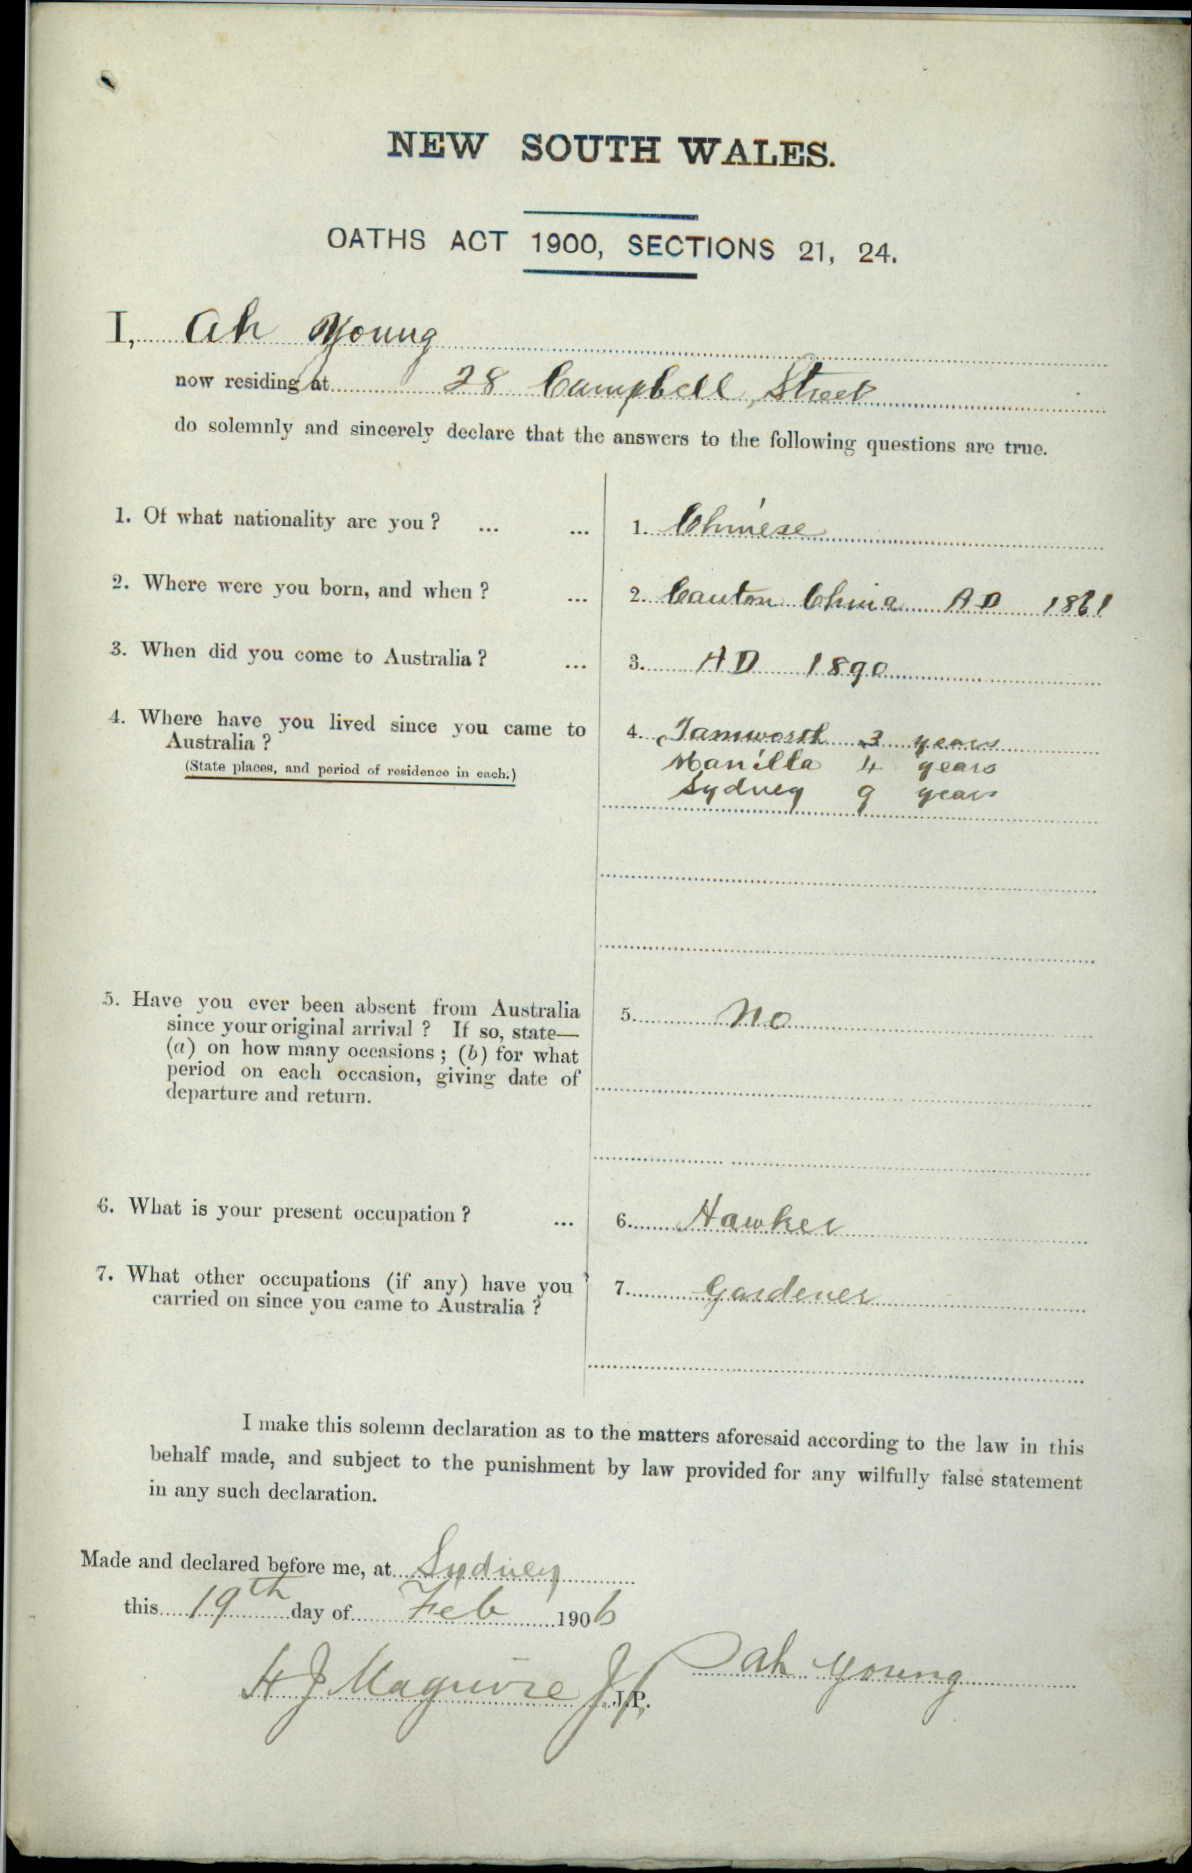 NEW SOUTH WALES.
OATHS ACT 1900, SECTIONS 21, 24.
I, Ah Young
now residing at 28 Campbell Street
do solemnly and sincerely declare that the answers to the following questions are true.
1. Of what nationality are you? ... ... 1. Chinese
2. Where were you born, and when? ... 2. Canton China AD 1861
3. When did you come to Australia? ... 3. AD 1890
4. Where have you lived since you came to 4. Tamworth 3 years
Australia?
(State places, and period of residence in each.)
Manilla 4 years
Sydney 9 years
5. Have you ever been absent from Australia 5. No
since your original arrival? If so, state—
(a) on how many occasions; (b) for what
period on each occasion, giving date of
departure and return.
6. What is your present occupation? ... 6. Hawker
7. What other occupations (if any) have you 7. Gardener
carried on since you came to Australia?
I make this solemn declaration as to the matters aforesaid according to the law in this
behalf made, and subject to the punishment by law provided for any wilfully false statement
in any such declaration.
Made and declared before me, at Sydney
this 19th day of Feb 1906
H J Maguire J.P. J.P.
Ah Young